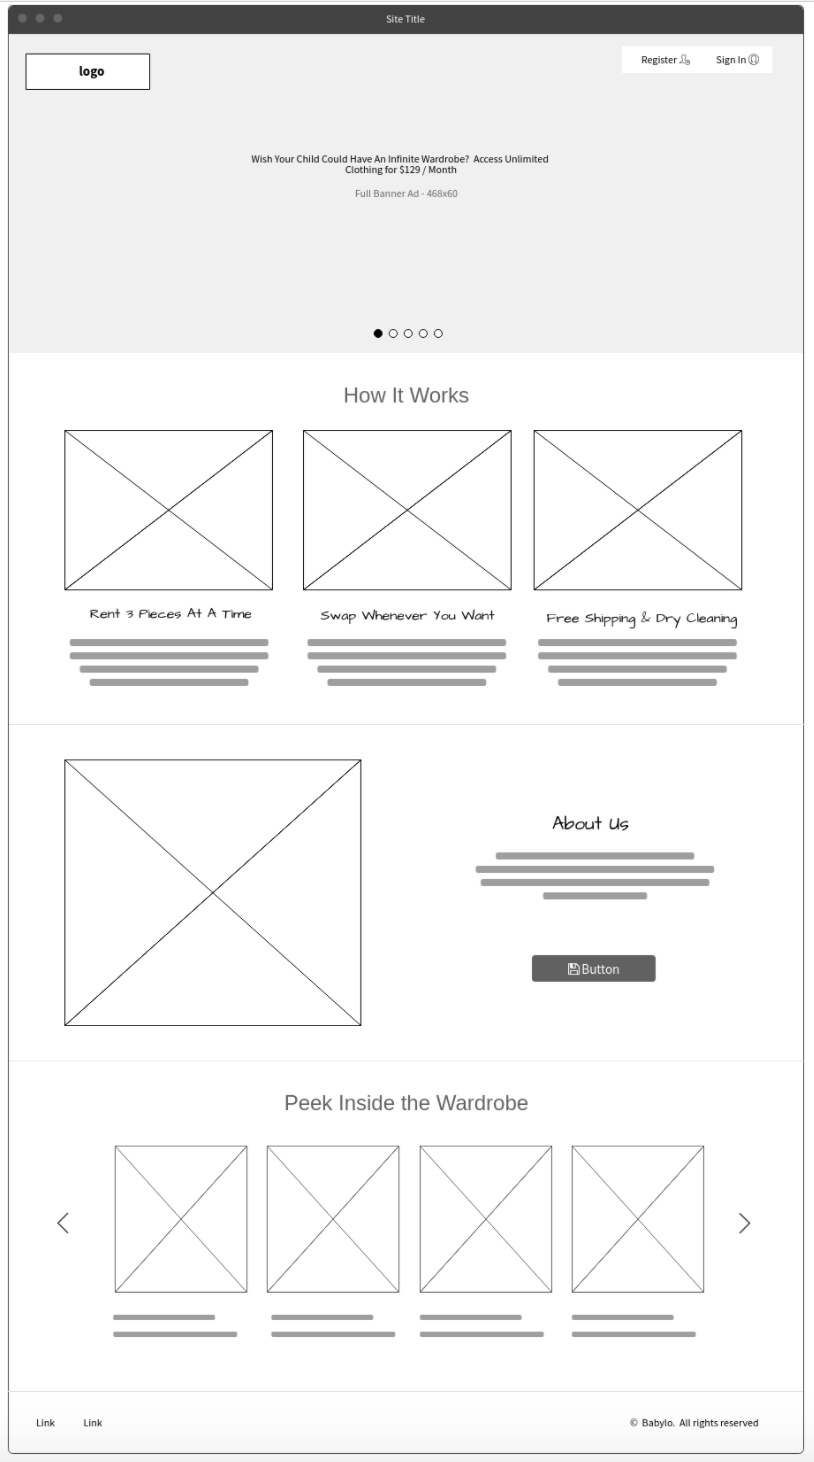 Site Title
logo
Register
Sign In
Wish Your Child Could Have An Infinite Wardrobe? Access Unlimited
Clothing for $129 / Month
Full Banner Ad - 468x60
How It Works
Rent 3 Pieces At A Time
Swap Whenever You Want
Free Shipping & Dry Cleaning
About Us
Button
Peek Inside the Wardrobe
Link
Link
© Babylo. All rights reserved